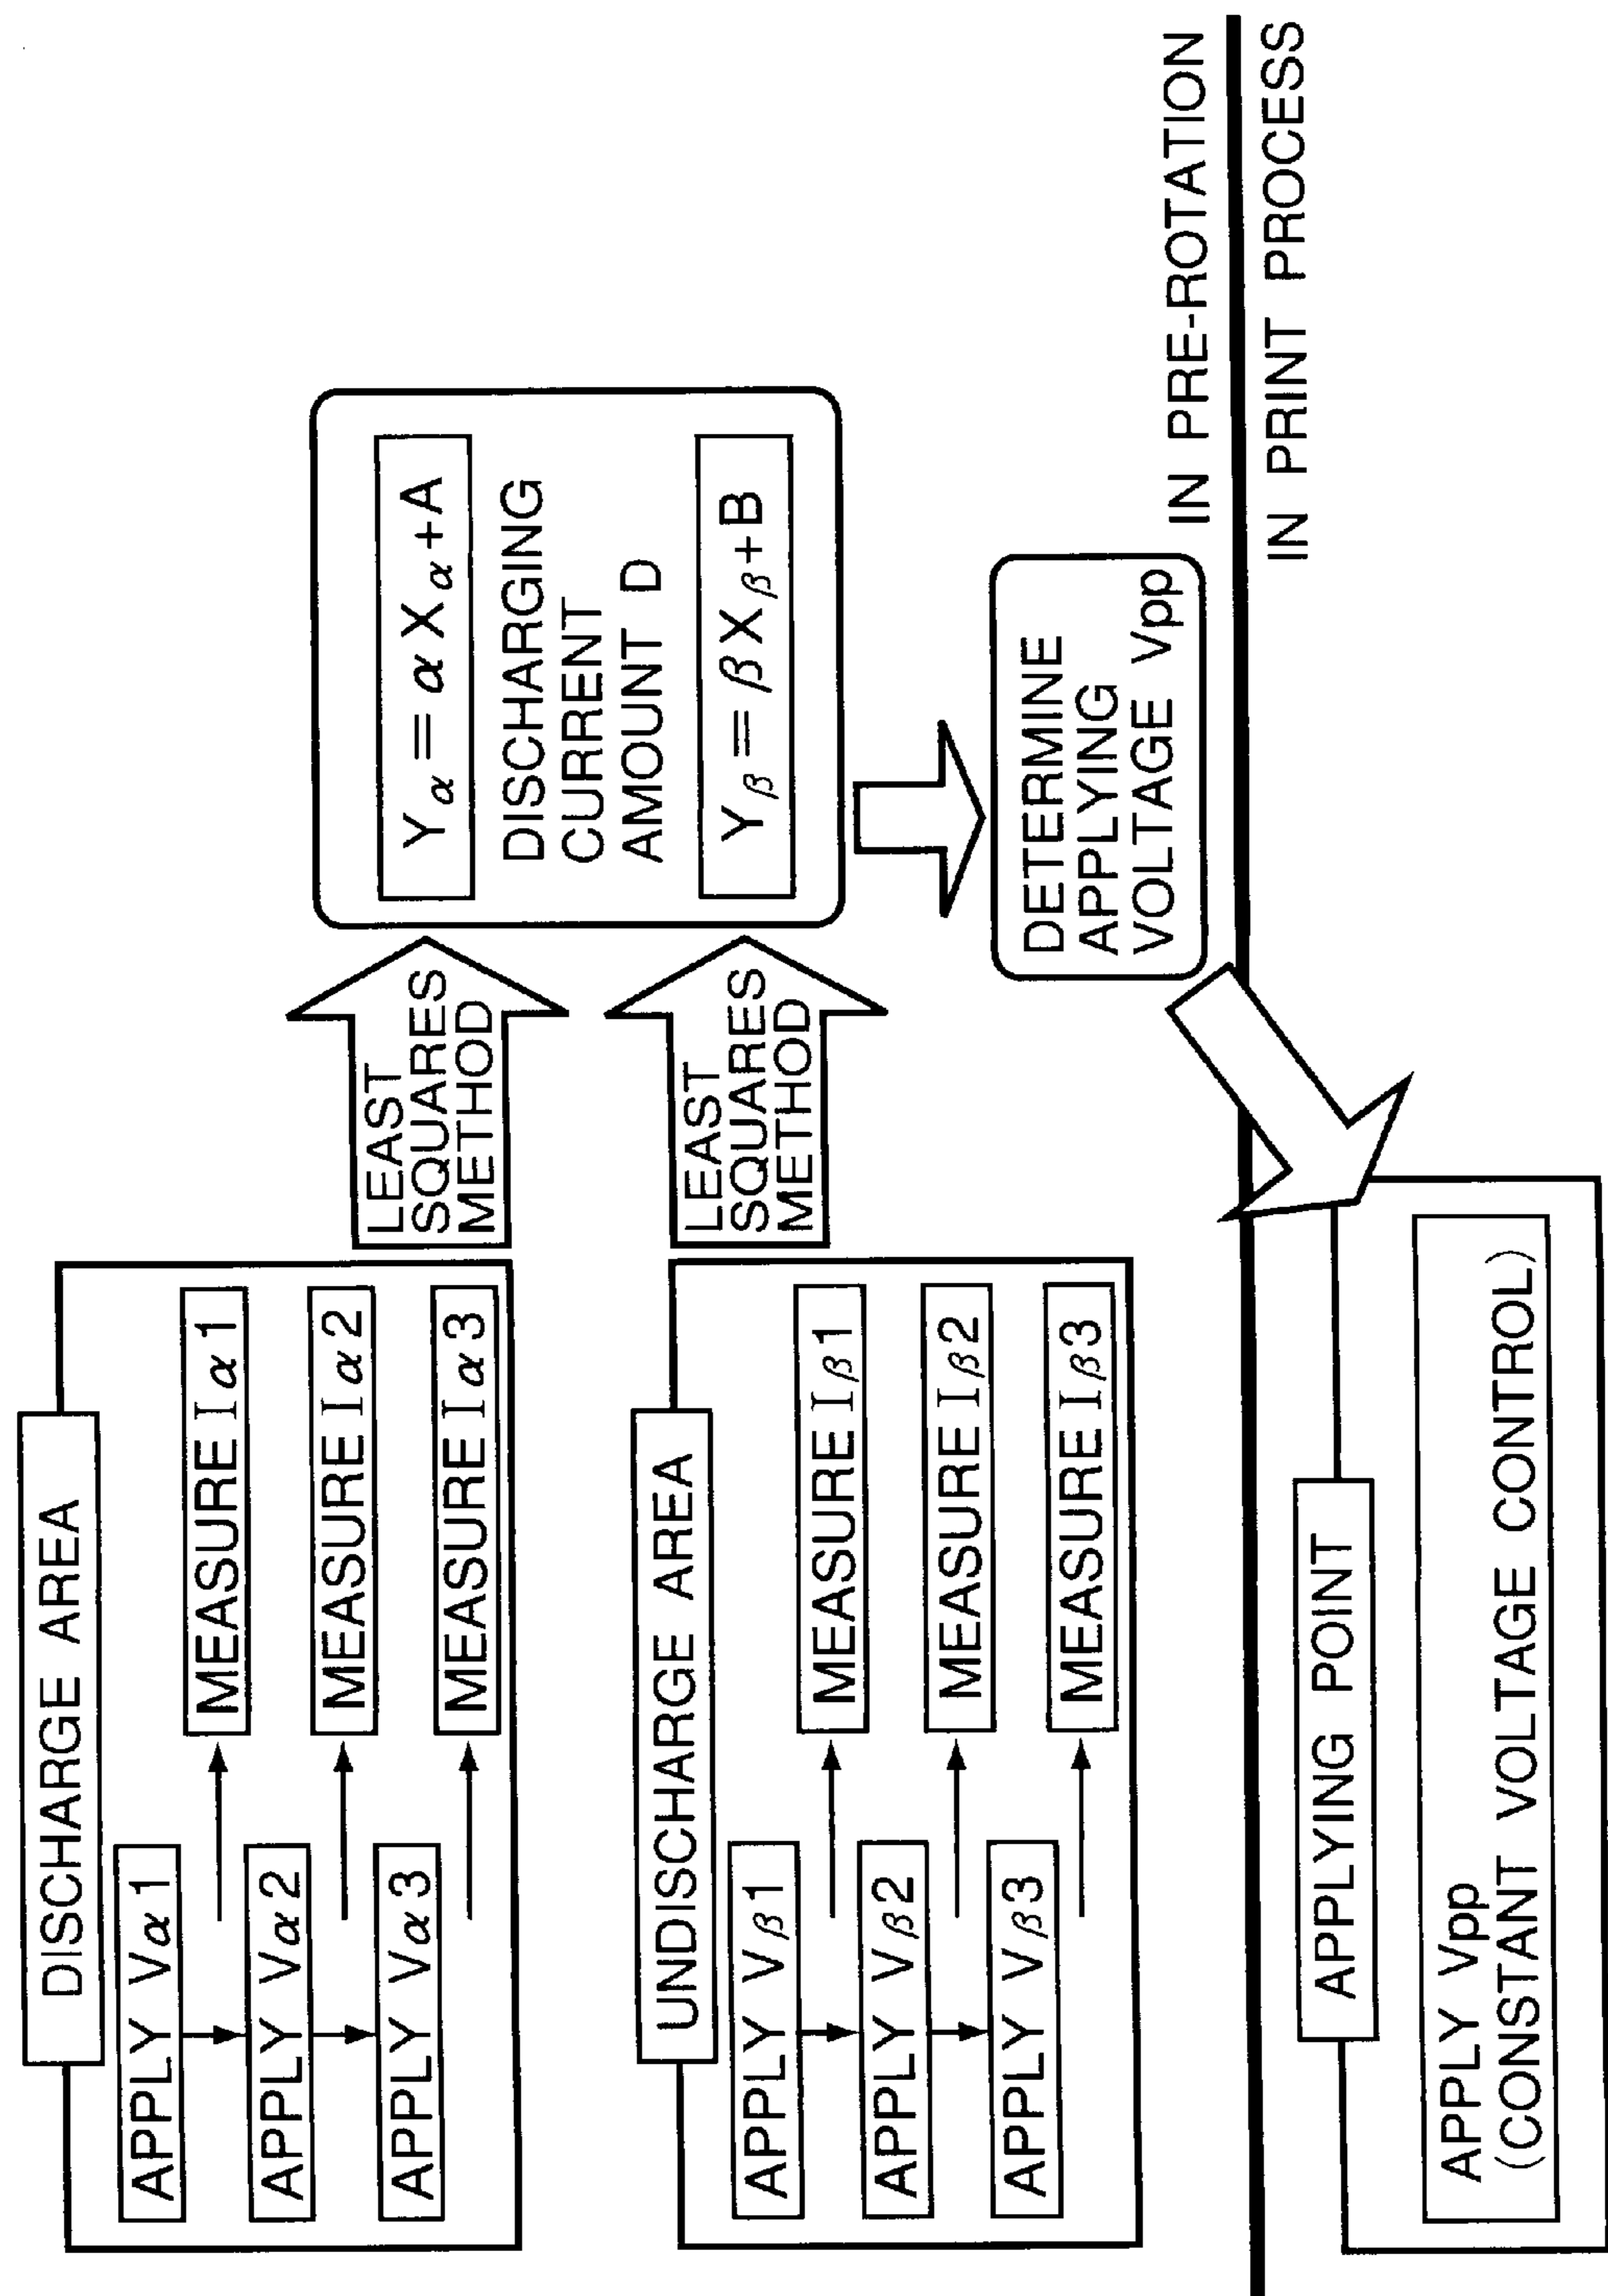 DISCHARGE AREA
APPLY Vα1
MEASURE Iα1
APPLY Vα2
MEASURE Iα2
APPLY Vα3
MEASURE Iα3
LEAST
SQUARES
METHOD
UNDISCHARGE AREA
APPLY Vβ1
MEASURE Iβ1
APPLY Vβ2
MEASURE Iβ2
APPLY Vβ3
MEASURE Iβ3
LEAST
SQUARES
METHOD
Yα = αXα+A
DISCHARGING
CURRENT
AMOUNT D
Yβ = βXβ+B
DETERMINE
APPLYING
VOLTAGE Vpp
IN PRE-ROTATION
IN PRINT PROCESS
APPLYING POINT
APPLY Vpp
(CONSTANT VOLTAGE CONTROL)